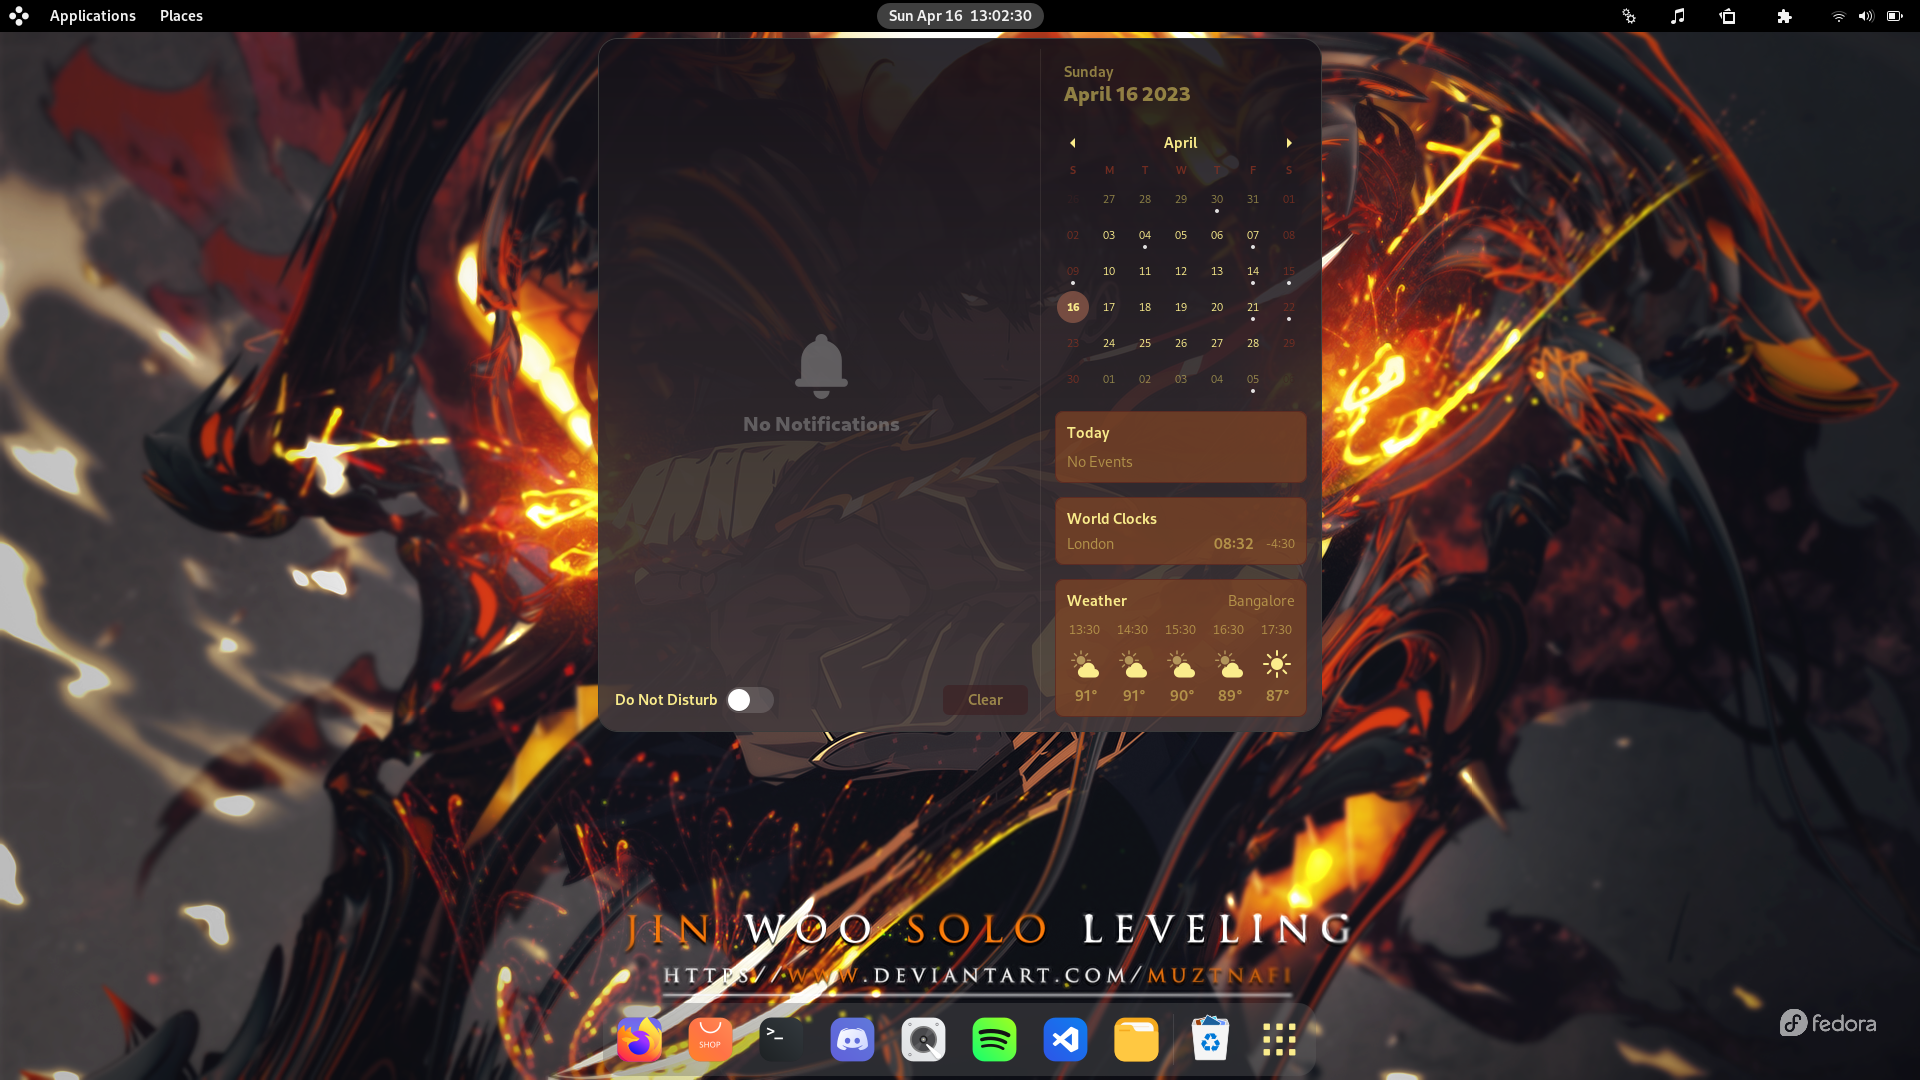 Applications Places Sun Apr 16 13:02:30
Sunday
April 16 2023
April
S M T W T F S
27 28 29 30 31 01
02 03 04 05 06 07 08
09 10 11 12 13 14 15
16 17 18 19 20 21 22
23 24 25 26 27 28 29
30 01 02 03 04 05
No Notifications
Today
No Events
World Clocks
London 08:32 -4:30
Weather Bangalore
13:30 14:30 15:30 16:30 17:30
91° 91° 90° 89° 87°
Do Not Disturb Clear
JIN WOO SOLO LEVELING
HTTPS//WWW.DEVIANTART.COM/MUZTNAFI
fedora
SHOP
>_